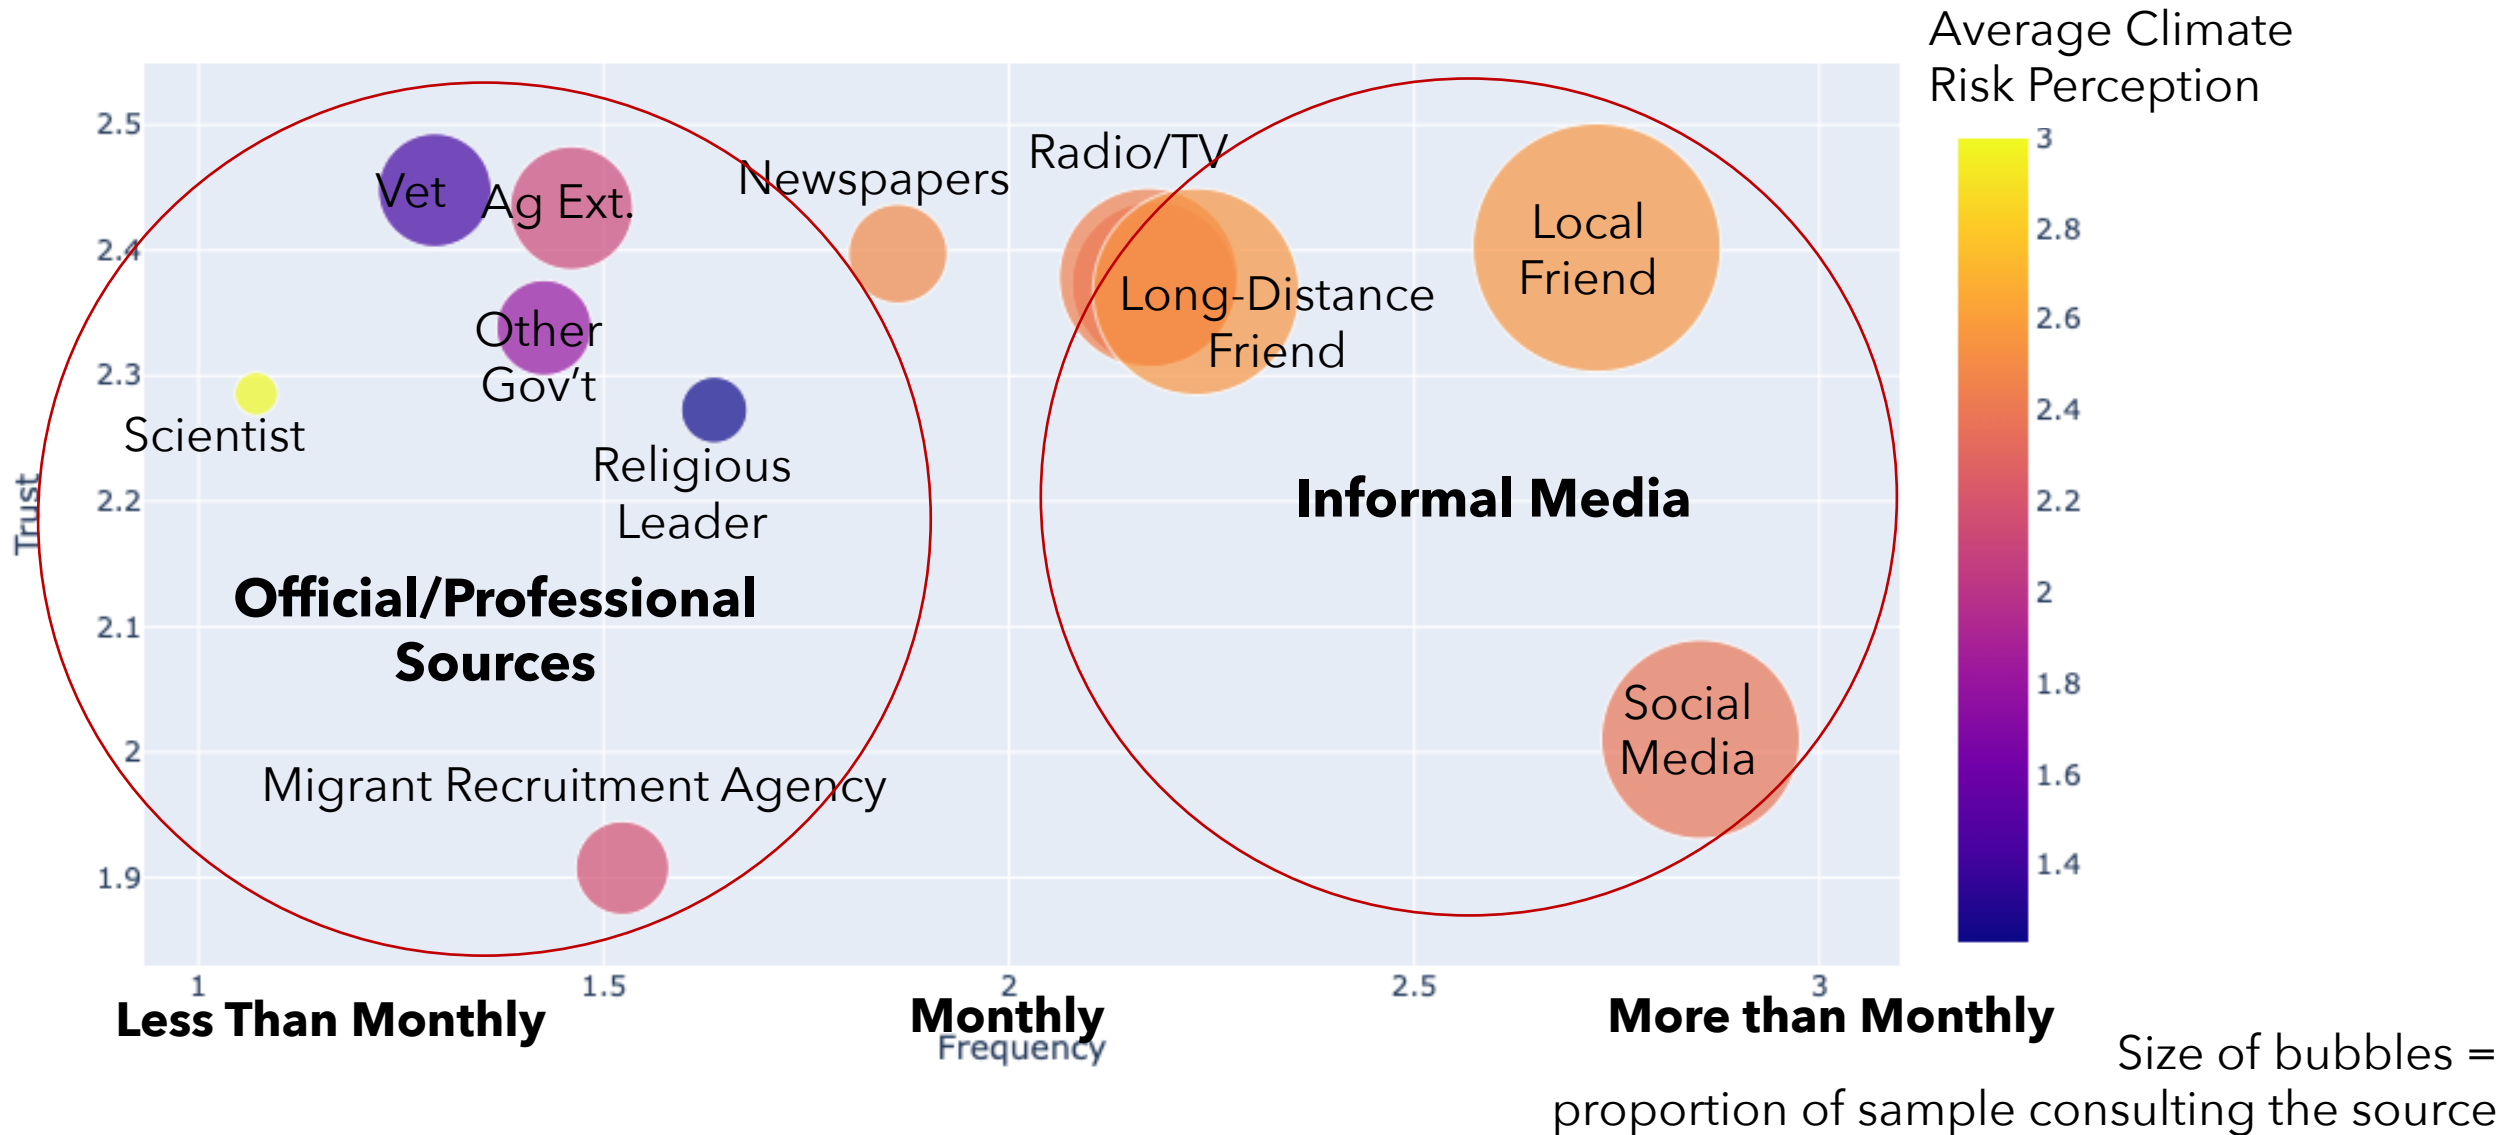 Average Climate
Risk Perception
3
2.8
2.6
2.4
2.2
2
1.8
1.6
1.4
2.5
2.4
2.3
2.2
2.1
2
1.9
Trust
Vet
Ag Ext.
Newspapers
Radio/TV
Local
Friend
Long-Distance
Friend
Other
Gov’t
Scientist
Religious
Leader
Informal Media
Official/Professional
Sources
Social
Media
Migrant Recruitment Agency
1
1.5
2
2.5
3
Less Than Monthly
Monthly
More than Monthly
Frequency
Size of bubbles =
proportion of sample consulting the source